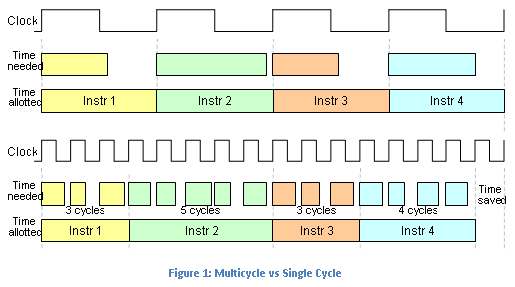 Clock
Time
needed
Time
allotted
Instr 1 Instr 2 Instr 3 Instr 4
Clock
Time
needed
Time
saved
3 cycles 5 cycles 3 cycles 4 cycles
Time
allotted
Instr 1 Instr 2 Instr 3 Instr 4
Figure 1: Multicycle vs Single Cycle